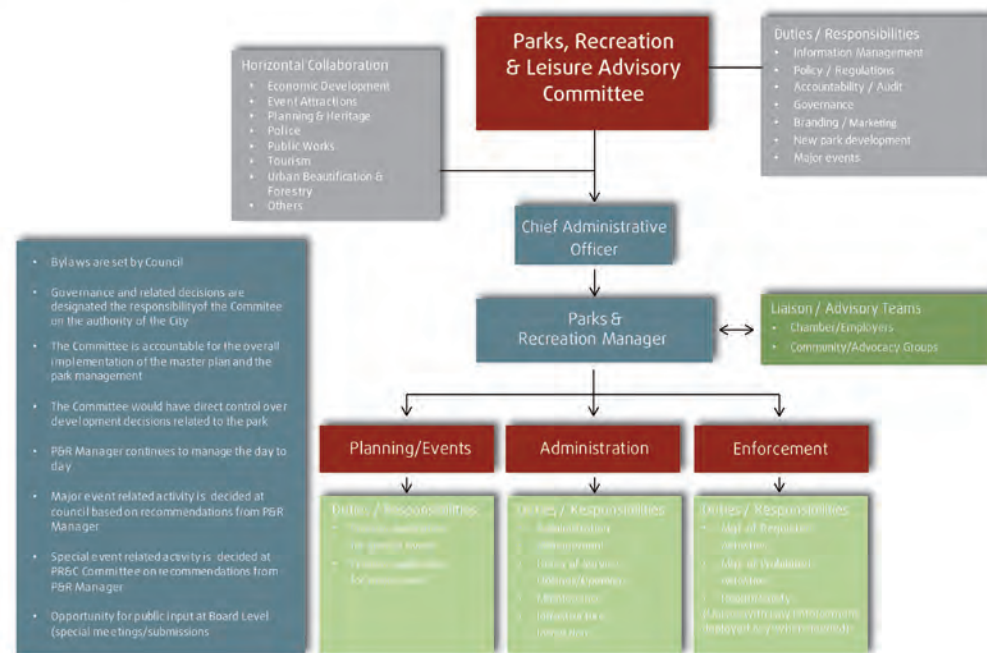 Parks, Recreation
& Leisure Advisory
Committee
Horizontal Collaboration
• Economic Development
• Event Attractions
• Planning & Heritage
• Police
• Public Works
• Tourism
• Urban Beautification &
Forestry
• Others
Duties / Responsibilities
• Information Management
• Policy / Regulations
• Accountability / Audit
• Governance
• Branding / Marketing
• New park development
• Major events
Chief Administrative
Officer
Parks &
Recreation Manager
Liaison / Advisory Teams
• Chamber/Employers
• Community/Advocacy Groups
• Bylaws are set by Council
• Governance and related decisions are
designated the responsibilityof the Commitee
on the authority of the City
• The Committee is accountable for the overall
implementation of the master plan and the
park management
• The Committee would have direct control over
development decisions related to the park
• P&R Manager continues to manage the day to
day
• Major event related activity is decided at
council based on recommendations from P&R
Manager
• Special event related activity is decided at
PR&C Committee on recommendations from
P&R Manager
• Opportunity for public input at Board Level
(special meetings/submissions
Planning/Events
Administration
Enforcement
Duties / Responsibilities
Duties / Responsibilities
• Administration
• Maintenance
Duties / Responsibilities